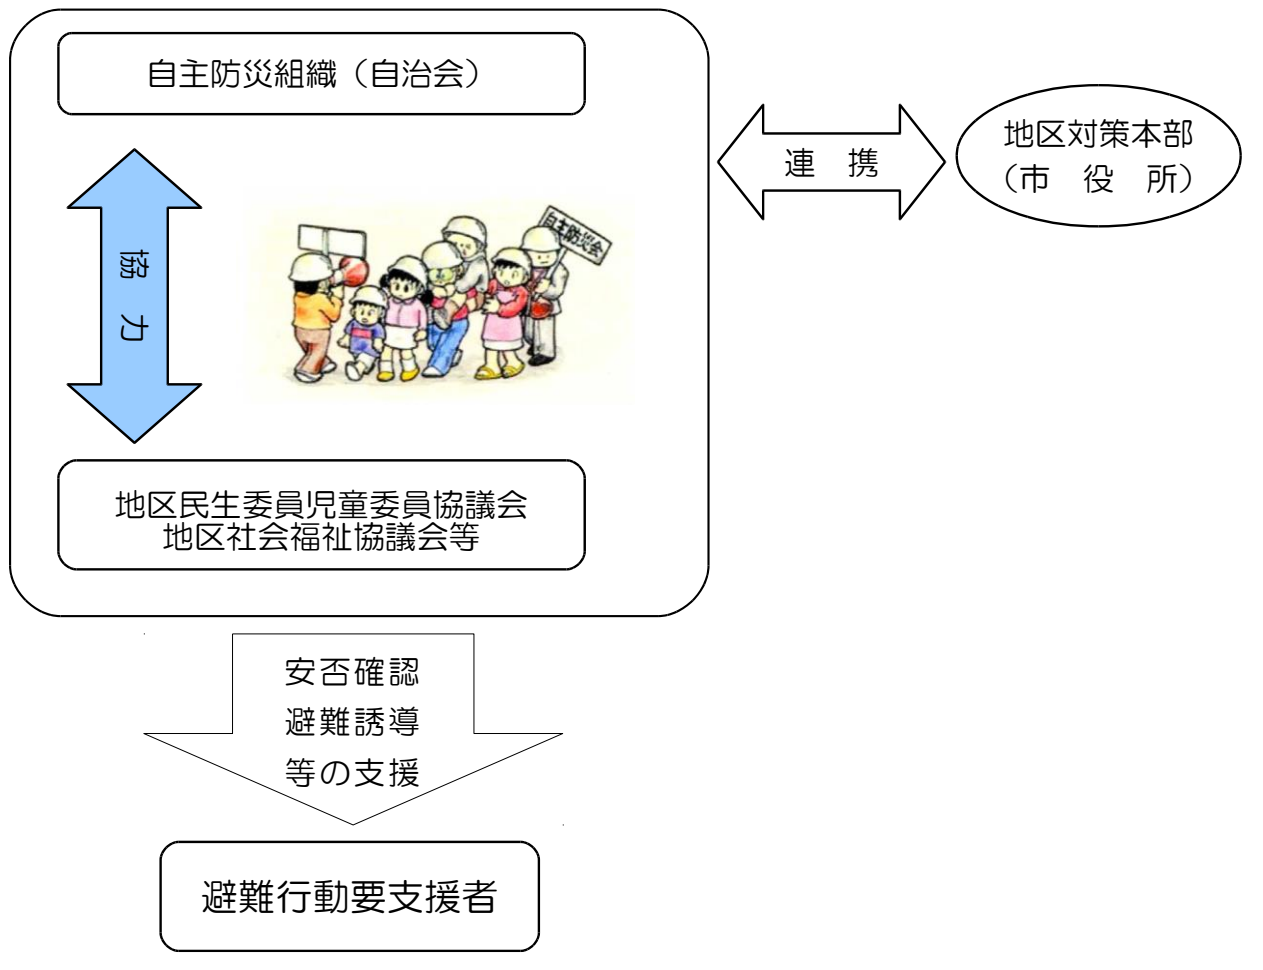 自主防災組織（自治会）
協　力
自主防災会
地区民生委員児童委員協議会
地区社会福祉協議会等
連　携
地区対策本部
（市　役　所）
安否確認
避難誘導
等の支援
避難行動要支援者